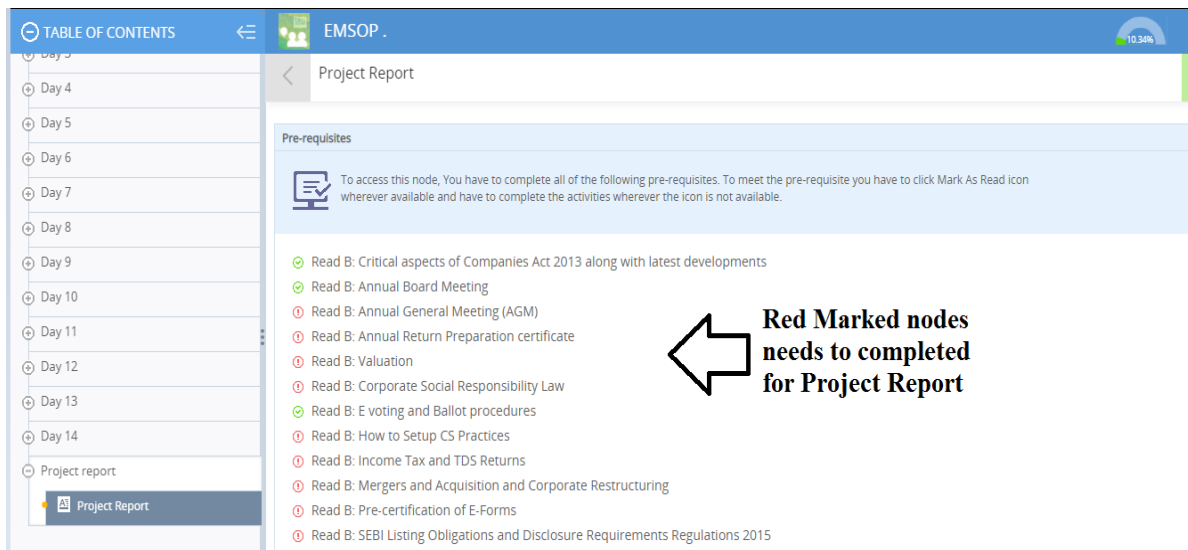 TABLE OF CONTENTS
EMSOP .
10.34%
Day 3
Day 4
Day 5
Day 6
Day 7
Day 8
Day 9
Day 10
Day 11
Day 12
Day 13
Day 14
Project report
Project Report
Project Report
Pre-requisites
To access this node, You have to complete all of the following pre-requisites. To meet the pre-requisite you have to click Mark As Read icon
wherever available and have to complete the activities wherever the icon is not available.
Read B: Critical aspects of Companies Act 2013 along with latest developments
Read B: Annual Board Meeting
Read B: Annual General Meeting (AGM)
Read B: Annual Return Preparation certificate
Read B: Valuation
Read B: Corporate Social Responsibility Law
Read B: E voting and Ballot procedures
Read B: How to Setup CS Practices
Read B: Income Tax and TDS Returns
Read B: Mergers and Acquisition and Corporate Restructuring
Read B: Pre-certification of E-Forms
Read B: SEBI Listing Obligations and Disclosure Requirements Regulations 2015
Red Marked nodes
needs to completed
for Project Report